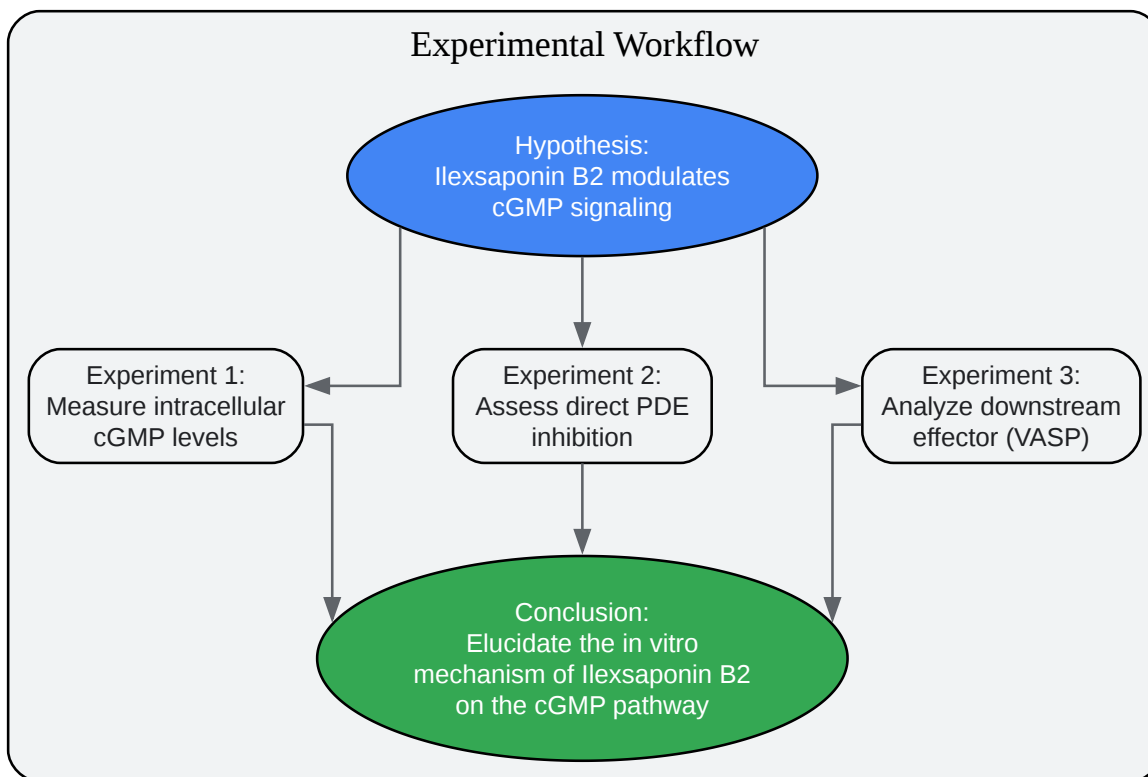 Experimental Workflow
Hypothesis:
Ilexsaponin B2 modulates
cGMP signaling
Experiment 1:
Measure intracellular
cGMP levels
Experiment 2:
Assess direct PDE
inhibition
Experiment 3:
Analyze downstream
effector (VASP)
Conclusion:
Elucidate the in vitro
mechanism of Ilexsaponin B2
on the cGMP pathway